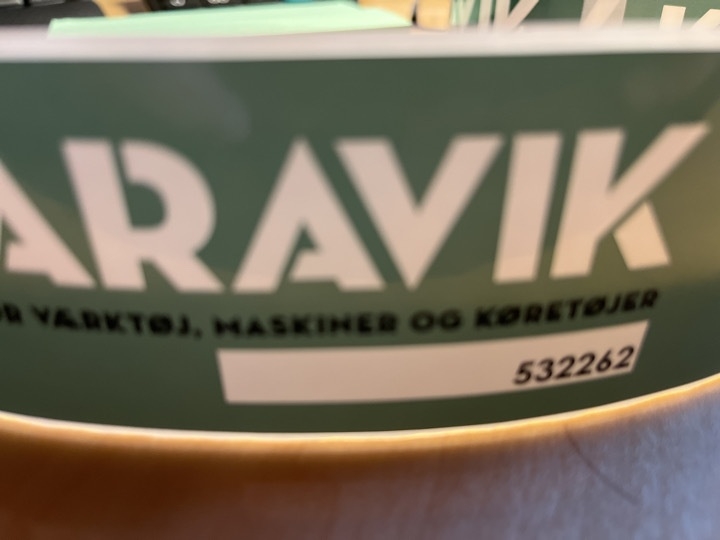 ARAVIK
R VÆRKTØJ, MASKINER OG KØRETØJER
532262